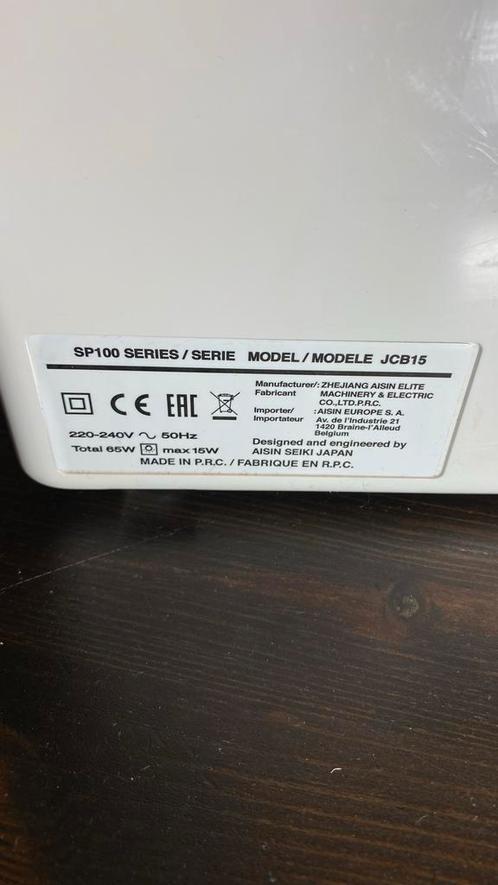 SP100 SERIES / SERIE MODEL / MODELE JCB15
Manufacturer/: ZHEJIANG AISIN ELITE
Fabricant MACHINERY & ELECTRIC
CO.,LTD.P.R.C.
Importer/ : AISIN EUROPE S. A.
Importateur Av. de l'Industrie 21
1420 Braine-l'Alleud
Belgium
CE EAC
220-240V ~ 50Hz
Total 65W max 15W
Designed and engineered by
AISIN SEIKI JAPAN
MADE IN P.R.C. / FABRIQUE EN R.P.C.